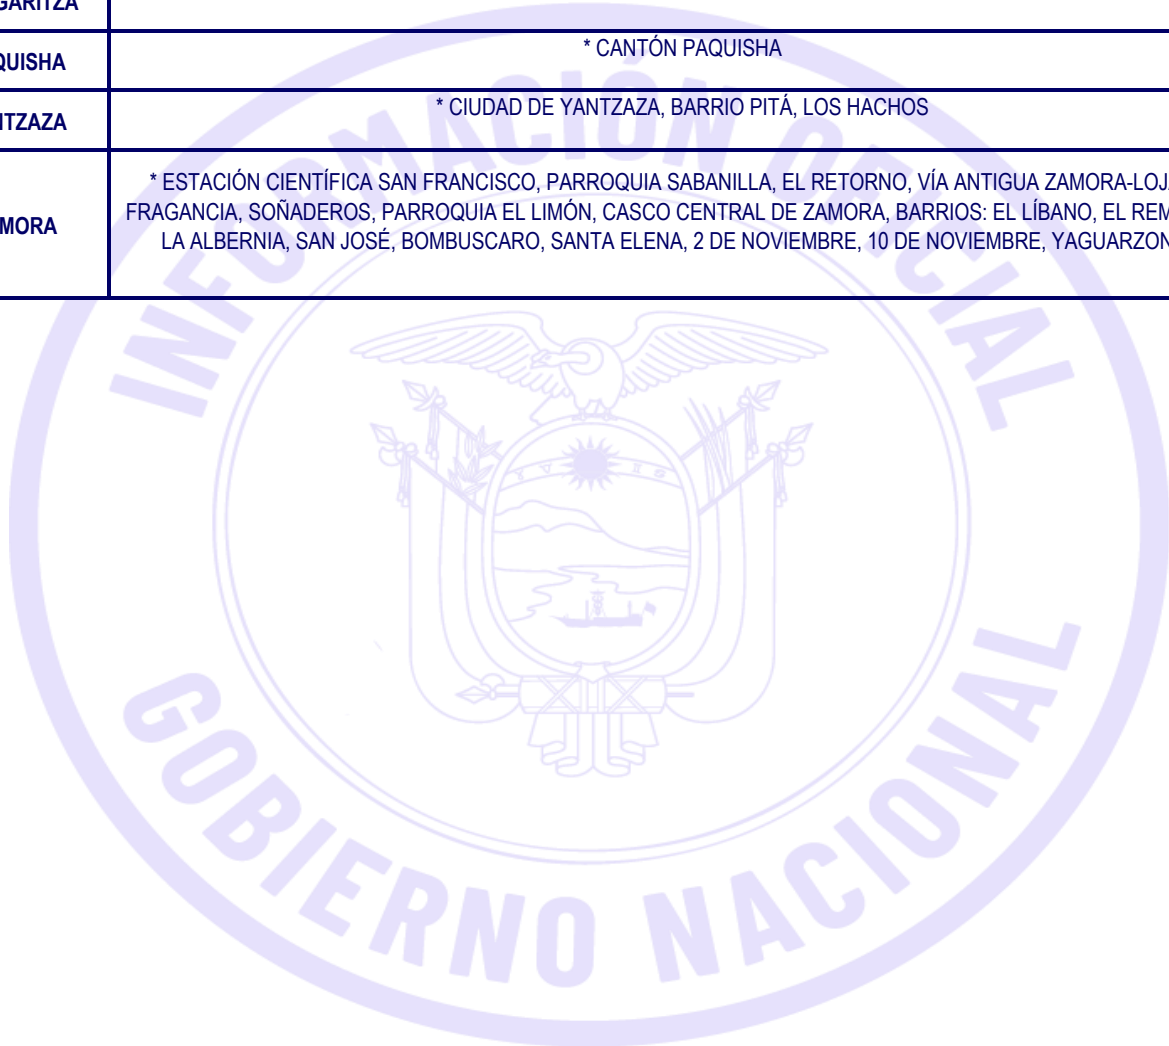 GARITZA
QUISHA
* CANTÓN PAQUISHA
NTZAZA
* CIUDAD DE YANTZAZA, BARRIO PITÁ, LOS HACHOS
MORA
* ESTACIÓN CIENTÍFICA SAN FRANCISCO, PARROQUIA SABANILLA, EL RETORNO, VÍA ANTIGUA ZAMORA-LOJA
FRAGANCIA, SOÑADEROS, PARROQUIA EL LIMÓN, CASCO CENTRAL DE ZAMORA, BARRIOS: EL LÍBANO, EL REM
LA ALBERNIA, SAN JOSÉ, BOMBUSCARO, SANTA ELENA, 2 DE NOVIEMBRE, 10 DE NOVIEMBRE, YAGUARZON
INFORMACIÓN OFICIAL
GOBIERNO NACIONAL